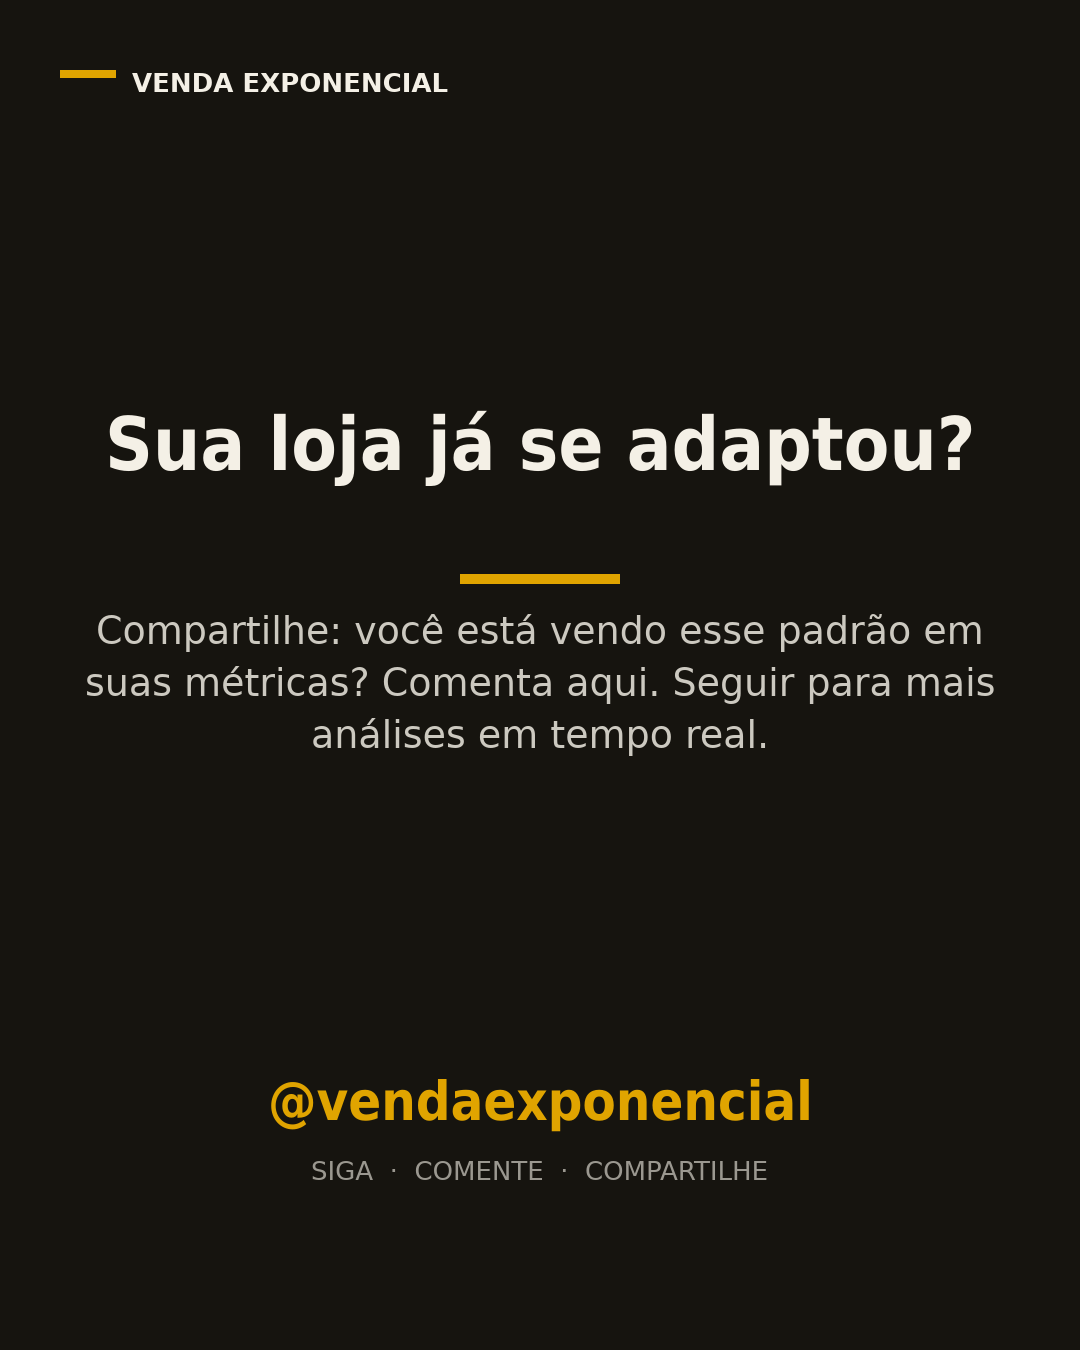 VENDA EXPONENCIAL
Sua loja já se adaptou?
Compartilhe: você está vendo esse padrão em
suas métricas? Comenta aqui. Seguir para mais
análises em tempo real.
@vendaexponencial
SIGA · COMENTE · COMPARTILHE